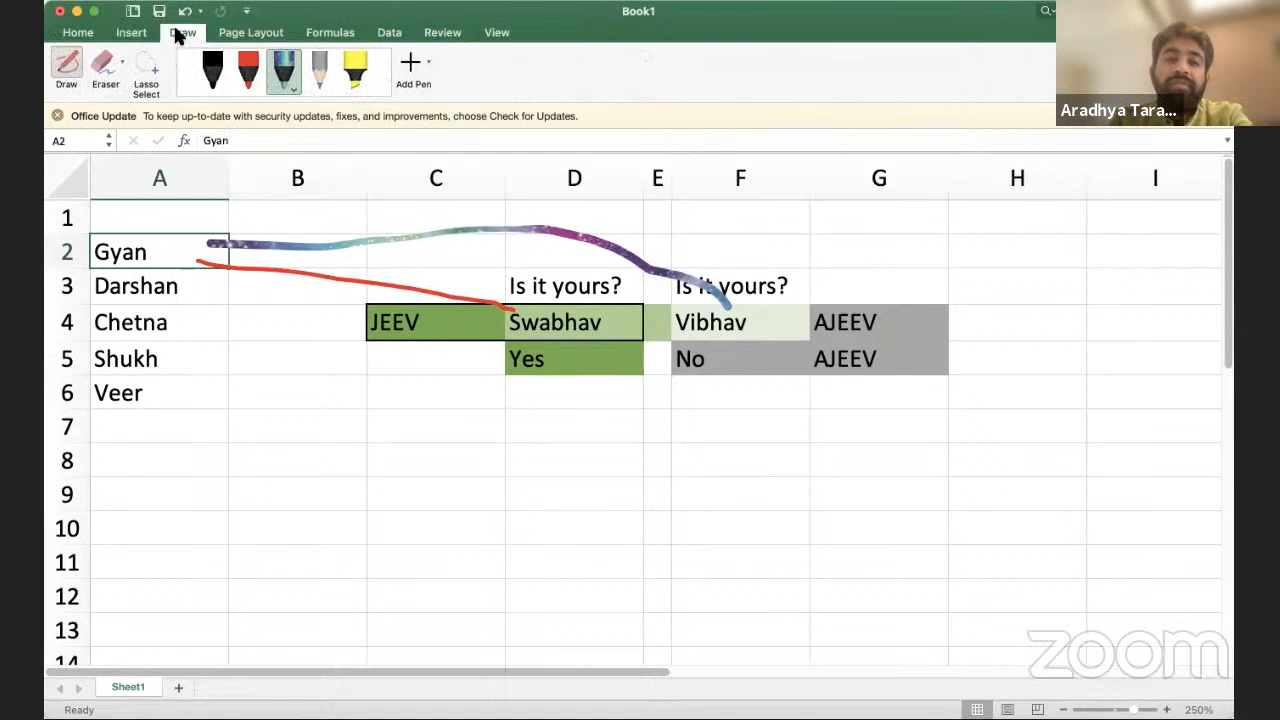 Book1
Home Insert Draw Page Layout Formulas Data Review View
Draw Eraser Lasso Select Add Pen
Office Update To keep up-to-date with security updates, fixes, and improvements, choose Check for Updates.
Aradhya Tara...
A2 fx Gyan
A B C D E F G H I
1
2 Gyan
3 Darshan Is it yours? Is it yours?
4 Chetna JEEV Swabhav Vibhav AJEEV
5 Shukh Yes No AJEEV
6 Veer
7
8
9
10
11
12
13
14
zoom
Sheet1
Ready 250%